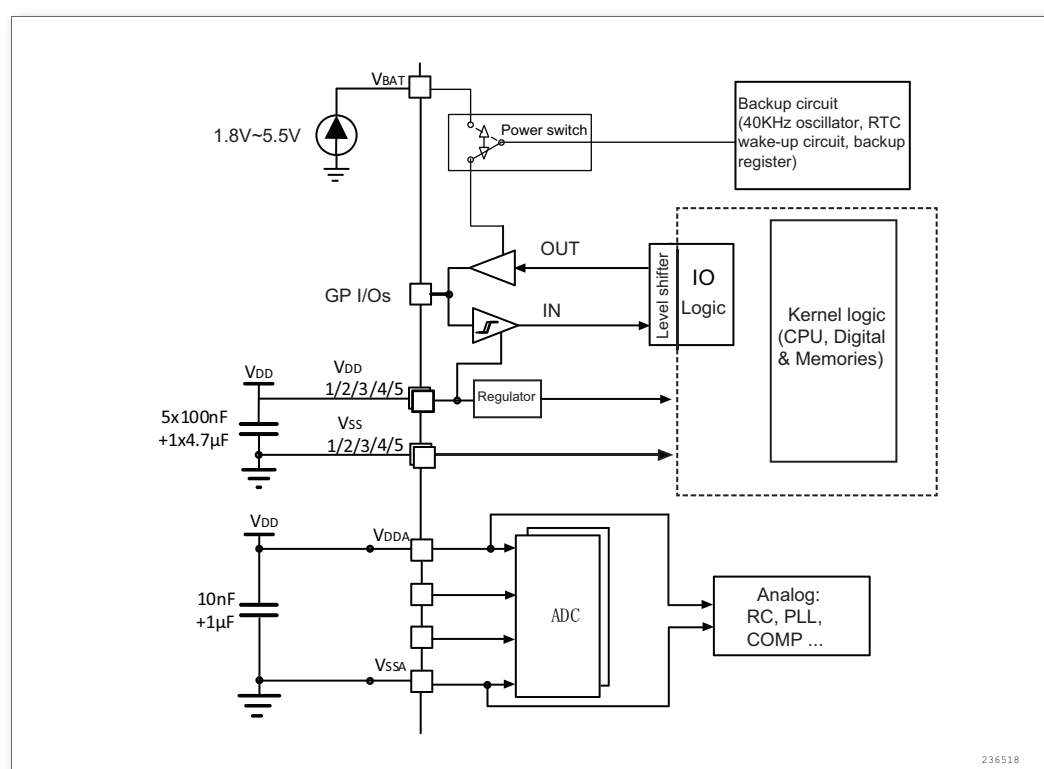 VBAT
1.8V~5.5V
Power switch
Backup circuit
(40KHz oscillator, RTC
wake-up circuit, backup
register)
OUT
GP I/Os
IN
Level shifter
IO
Logic
Kernel logic
(CPU, Digital
& Memories)
VDD
VDD
1/2/3/4/5
Regulator
5x100nF
+1x4.7μF
VSS
1/2/3/4/5
VDD
VDDA
10nF
+1μF
ADC
Analog:
RC, PLL,
COMP ...
VSSA
236518